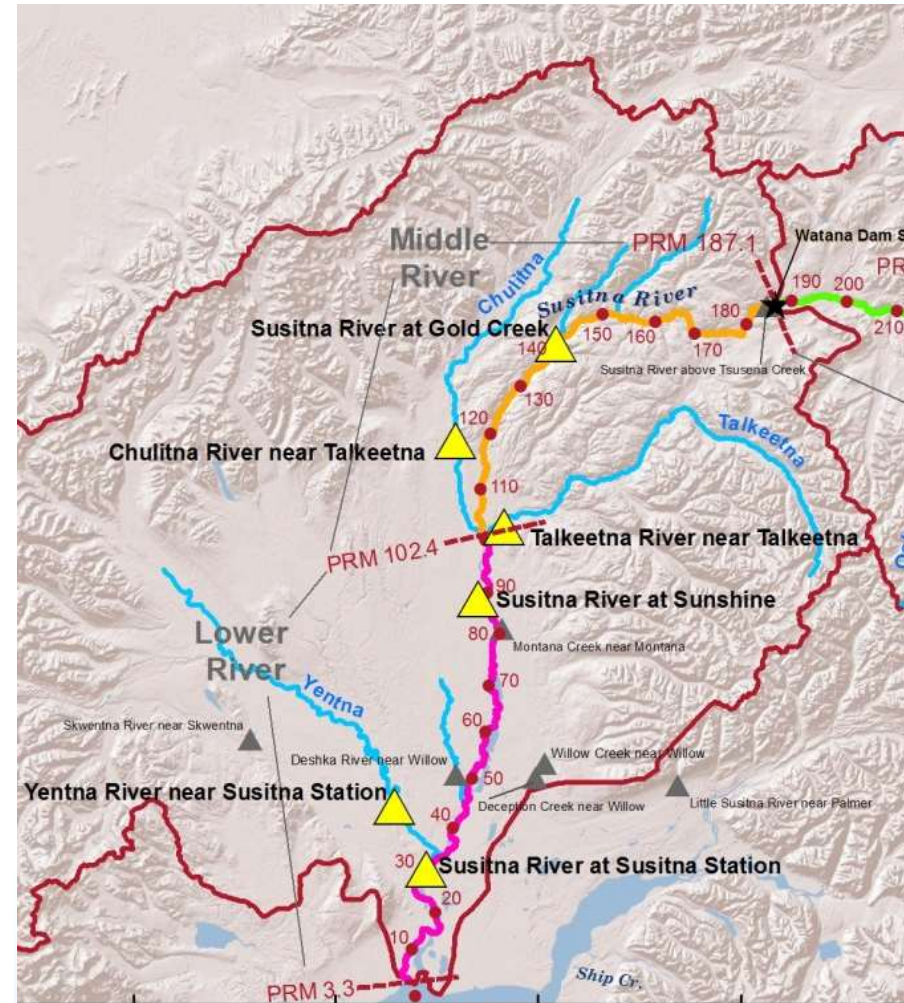 Middle
River
PRM 187.1
Watana Dam S
PR
190
200
210
Chulitna
Susitna River
Susitna River at Gold Creek
140
150
160
170
180
Susitna River above Tsusena Creek
130
120
Chulitna River near Talkeetna
Talkeetna
110
Talkeetna River near Talkeetna
PRM 102.4
90
Susitna River at Sunshine
80
Montana Creek near Montana
Lower
River
Yentna
70
60
Skwentna River near Skwentna
Deshka River near Willow
Willow Creek near Willow
50
Yentna River near Susitna Station
Deception Creek near Willow
Little Susitna River near Palmer
40
30
Susitna River at Susitna Station
20
10
PRM 3.3
Ship Cr.